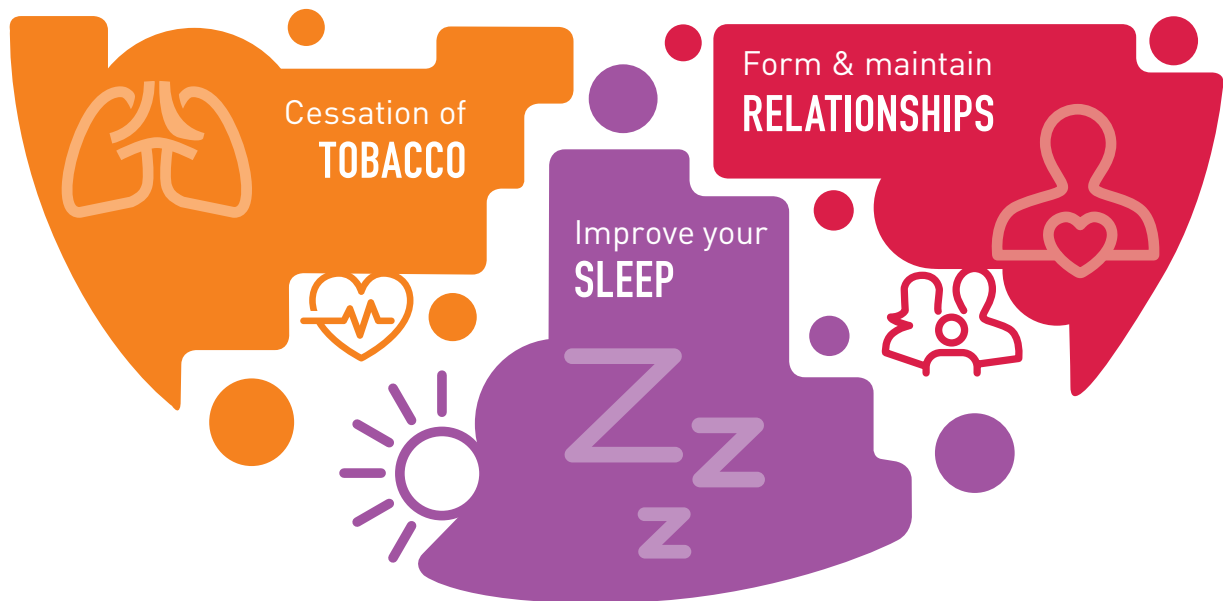 Cessation of
TOBACCO
Improve your
SLEEP
Z
z
z
Form & maintain
RELATIONSHIPS